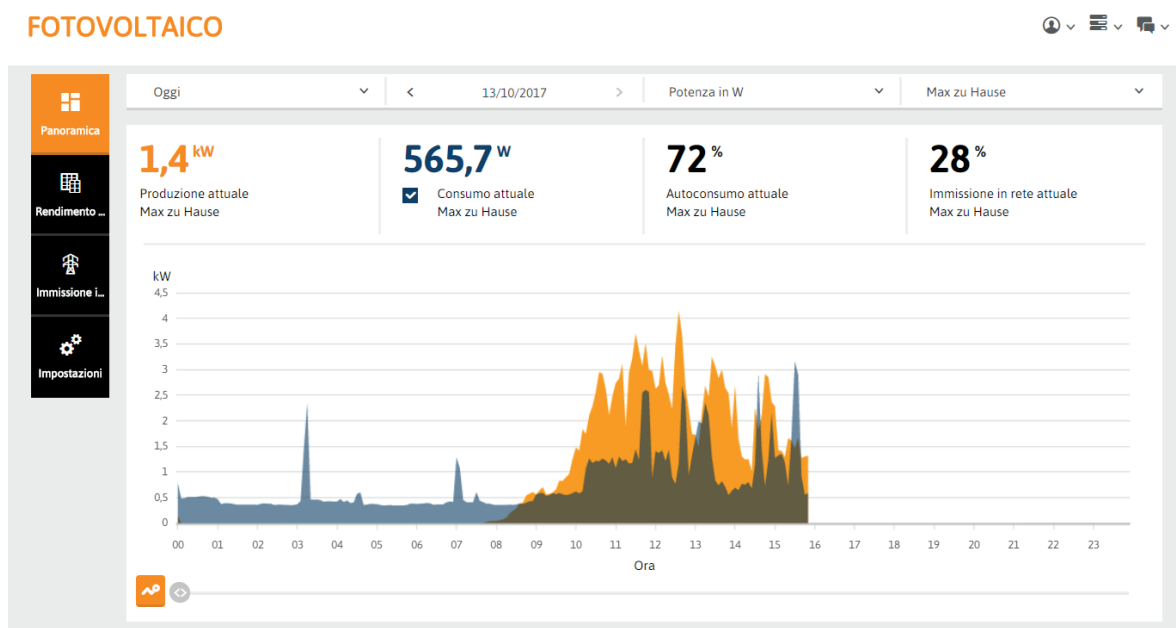 FOTOVOLTAICO
Panoramica
Rendimento ...
Immissione i...
Impostazioni
Oggi
13/10/2017
Potenza in W
Max zu Hause
1,4 kW
Produzione attuale
Max zu Hause
565,7 W
Consumo attuale
Max zu Hause
72 %
Autoconsumo attuale
Max zu Hause
28 %
Immissione in rete attuale
Max zu Hause
kW
4,5
4
3,5
3
2,5
2
1,5
1
0,5
0
00 01 02 03 04 05 06 07 08 09 10 11 12 13 14 15 16 17 18 19 20 21 22 23
Ora